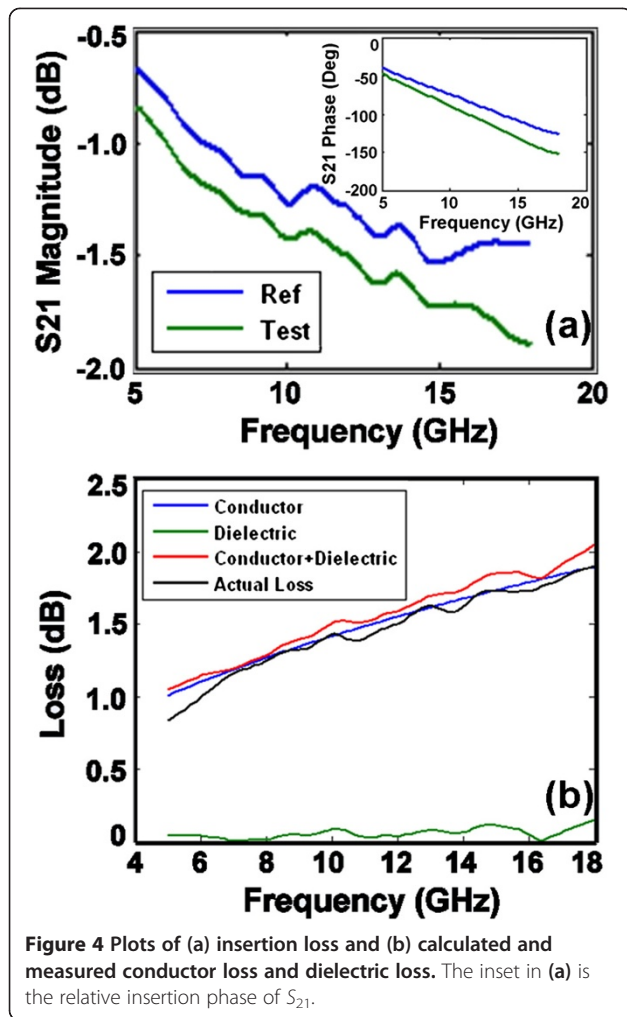 -0.5
-1.0
-1.5
-2.0
S21 Magnitude (dB)
0
-50
-100
-150
-200
S21 Phase (Deg)
5 10 15 20
Frequency (GHz)
Ref
Test
(a)
5 10 15 20
Frequency (GHz)
2.5
2.0
1.5
1.0
0.5
0
Loss (dB)
Conductor
Dielectric
Conductor+Dielectric
Actual Loss
(b)
4 6 8 10 12 14 16 18
Frequency (GHz)
Figure 4 Plots of (a) insertion loss and (b) calculated and
measured conductor loss and dielectric loss. The inset in (a) is
the relative insertion phase of S21.